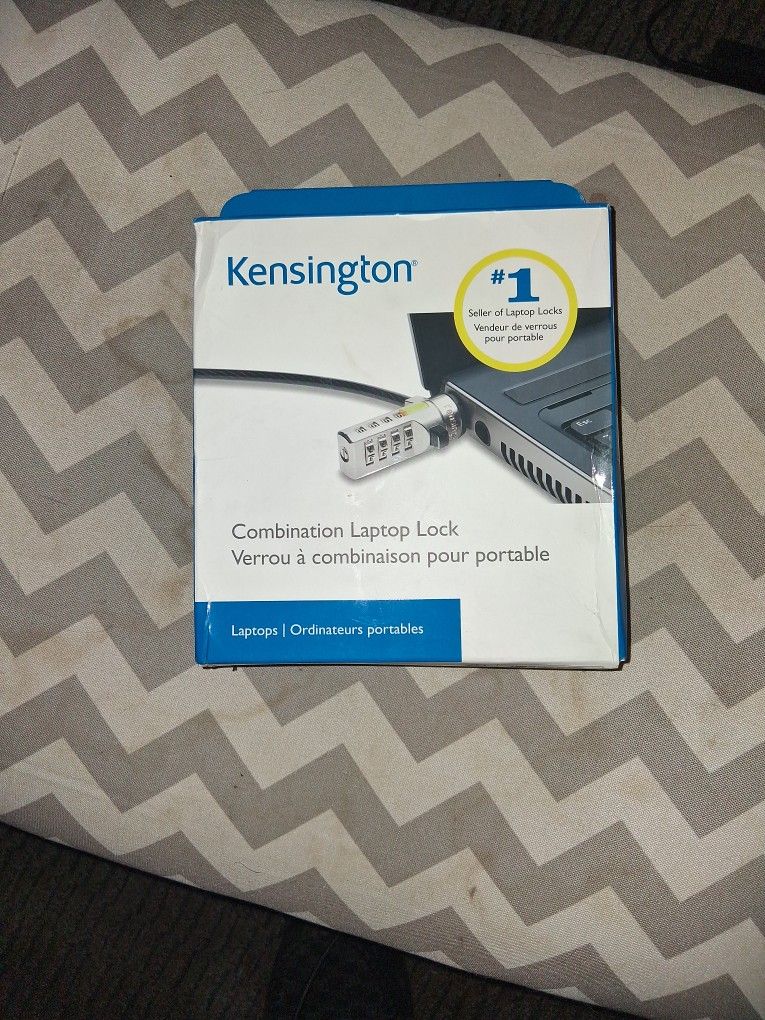 Kensington®
#1
Seller of Laptop Locks
Vendeur de verrous
pour portable
Esc
Combination Laptop Lock
Verrou à combinaison pour portable
Laptops | Ordinateurs portables